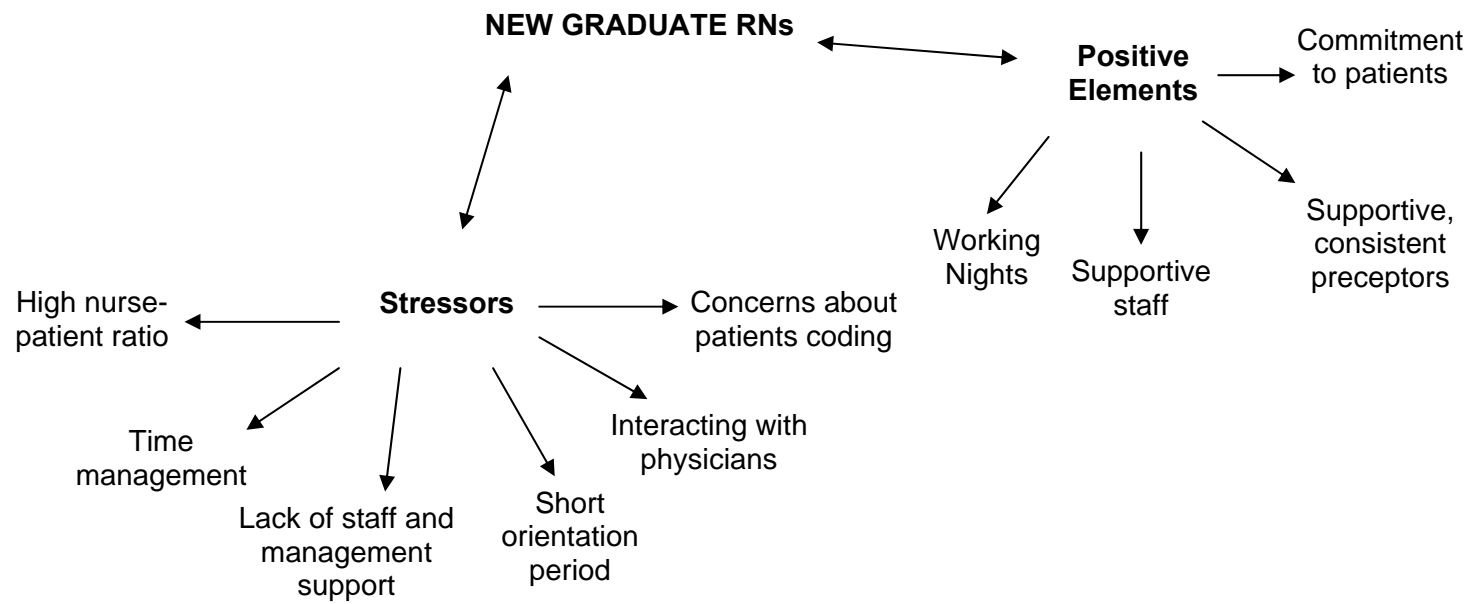 NEW GRADUATE RNs
Positive
Elements
Commitment
to patients
Working
Nights
Supportive
staff
Supportive,
consistent
preceptors
Stressors
High nurse-
patient ratio
Time
management
Lack of staff and
management
support
Short
orientation
period
Interacting with
physicians
Concerns about
patients coding